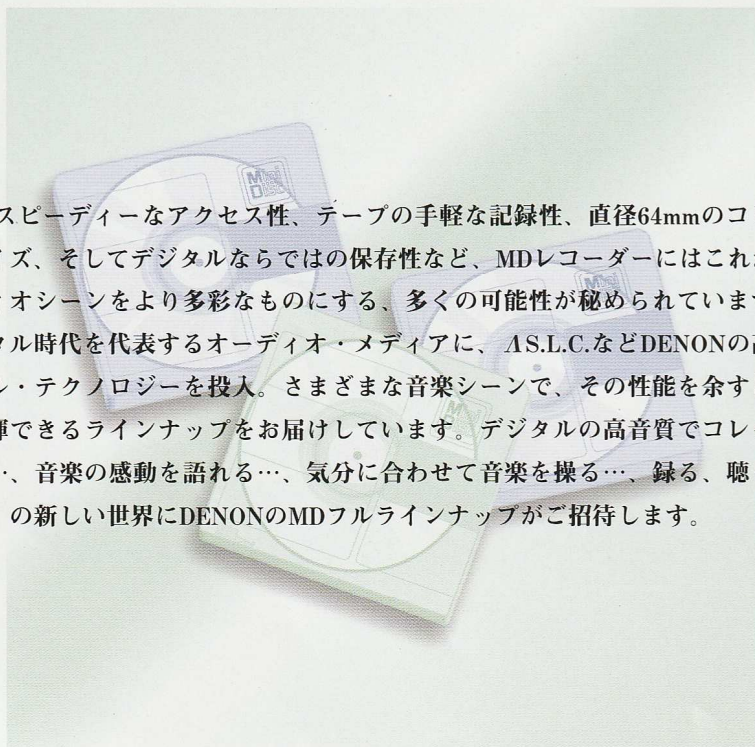 スピーディーなアクセス性、テープの手軽な記録性、直径64mmのコ
イズ、そしてデジタルならではの保存性など、MDレコーダーにはこれ
ィオシーンをより多彩なものにする、多くの可能性が秘められています
タル時代を代表するオーディオ・メディアに、ΛS.L.C.などDENONの
ル・テクノロジーを投入。さまざまな音楽シーンで、その性能を余す
揮できるラインナップをお届けしています。デジタルの高音質でコレ
…、音楽の感動を語れる…、気分に合わせて音楽を操る…、録る、聴
の新しい世界にDENONのMDフルラインナップがご招待します。
Mini
Disc
Mini
Disc